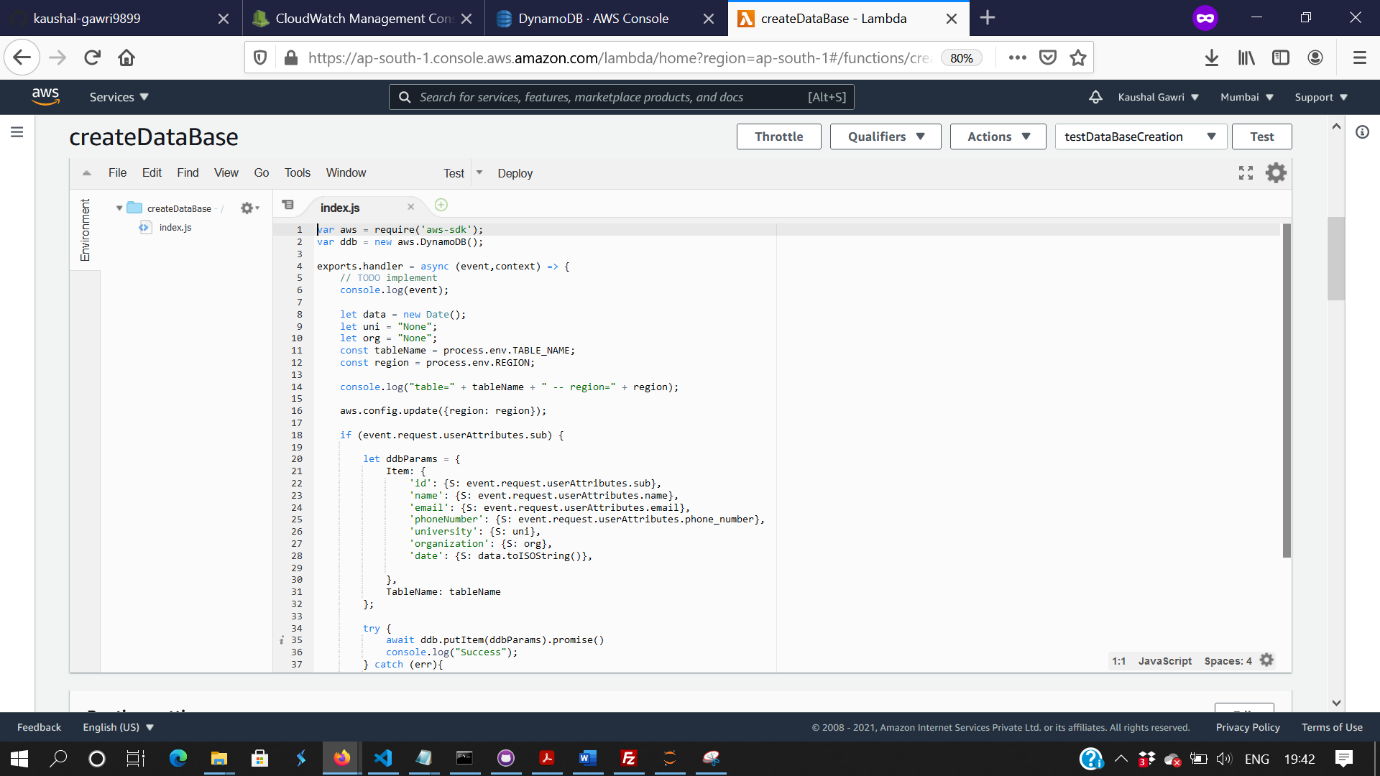 kaushal-gawri9899
CloudWatch Management Con
DynamoDB · AWS Console
createDataBase - Lambda
https://ap-south-1.console.aws.amazon.com/lambda/home?region=ap-south-1#/functions/cre
80%
aws
Services
Search for services, features, marketplace products, and docs
[Alt+S]
Kaushal Gawri
Mumbai
Support
createDataBase
Throttle
Qualifiers
Actions
testDataBaseCreation
Test
File Edit Find View Go Tools Window
Test
Deploy
Environment
createDataBase - /
index.js
index.js
1 var aws = require('aws-sdk');
2 var ddb = new aws.DynamoDB();
3
4 exports.handler = async (event,context) => {
5 // TODO implement
6 console.log(event);
7
8 let data = new Date();
9 let uni = "None";
10 let org = "None";
11 const tableName = process.env.TABLE_NAME;
12 const region = process.env.REGION;
13
14 console.log("table=" + tableName + " -- region=" + region);
15
16 aws.config.update({region: region});
17
18 if (event.request.userAttributes.sub) {
19
20 let ddbParams = {
21 Item: {
22 'id': {S: event.request.userAttributes.sub},
23 'name': {S: event.request.userAttributes.name},
24 'email': {S: event.request.userAttributes.email},
25 'phoneNumber': {S: event.request.userAttributes.phone_number},
26 'university': {S: uni},
27 'organization': {S: org},
28 'date': {S: data.toISOString()},
29
30 },
31 TableName: tableName
32 };
33
34 try {
35 await ddb.putItem(ddbParams).promise()
36 console.log("Success");
37 } catch (err){
1:1 JavaScript Spaces: 4
Feedback
English (US)
© 2008 - 2021, Amazon Internet Services Private Ltd. or its affiliates. All rights reserved.
Privacy Policy
Terms of Use
3
ENG
19:42